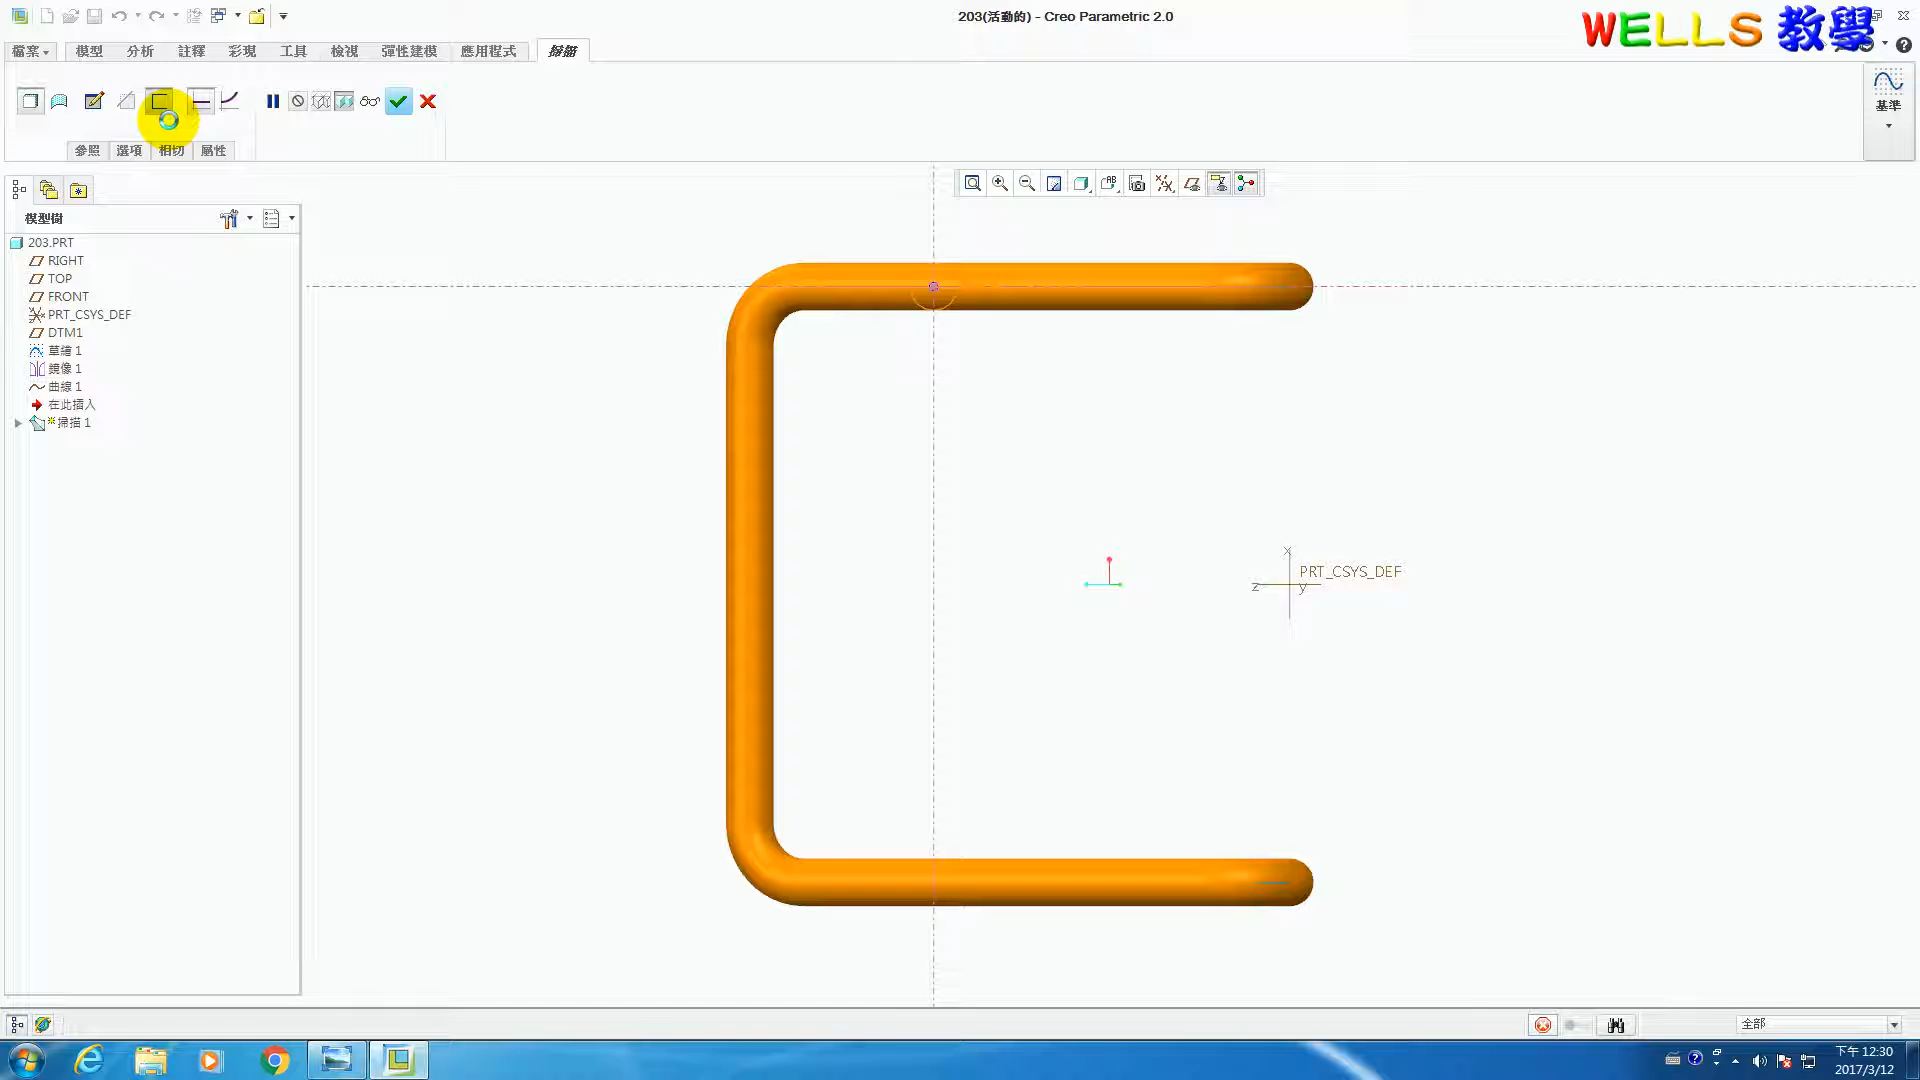 203(活動的) - Creo Parametric 2.0
WELLS 教學
檔案 模型 分析 註釋 彩現 工具 檢視 彈性建模 應用程式 掃描
基準
參照 選項 相切 屬性
模型樹
203.PRT
RIGHT
TOP
FRONT
PRT_CSYS_DEF
DTM1
草繪 1
鏡像 1
曲線 1
在此插入
掃描 1
x
PRT_CSYS_DEF
z
y
全部
下午 12:30
2017/3/12